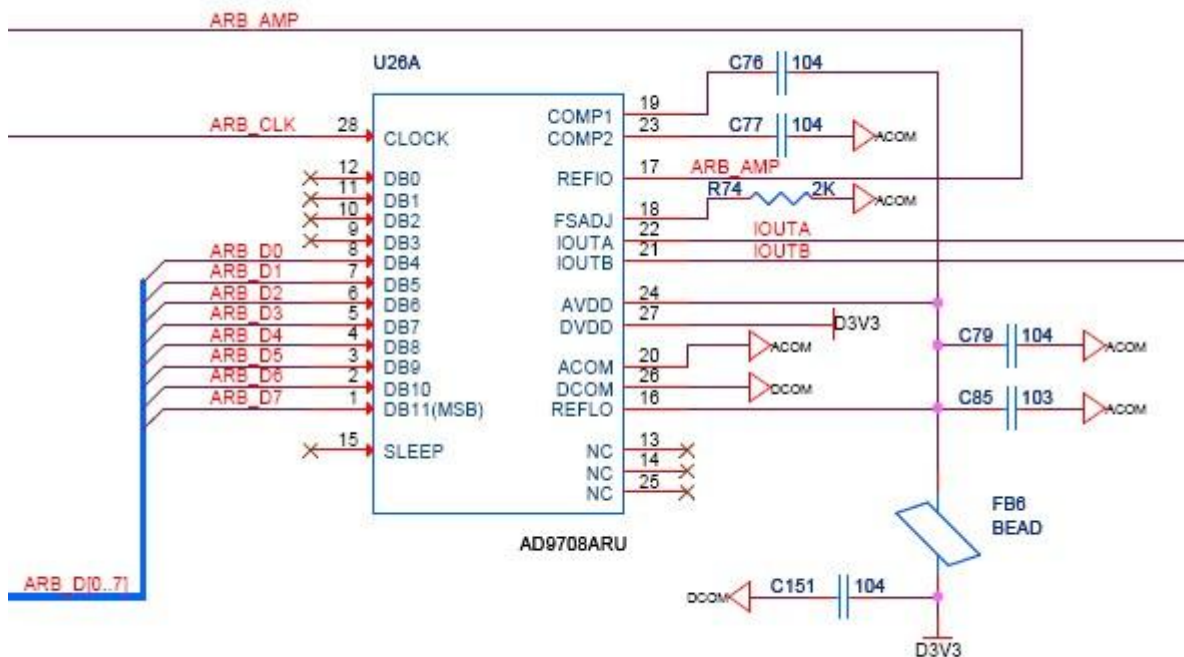 ARB_AMP
U26A
C76 104
19
COMP1
ARB_CLK 28 CLOCK
COMP2 23 C77 104 ACOM
12 DB0
REFIO 17 ARB_AMP
11 DB1
R74 2K ACOM
10 DB2
FSADJ 18
9 DB3
IOUTA 22 IOUTA
ARB_D0 8 DB4
IOUTB 21 IOUTB
ARB_D1 7 DB5
ARB_D2 6 DB6
AVDD 24
ARB_D3 5 DB7
DVDD 27 D3V3
ARB_D4 4 DB8
C79 104 ACOM
ARB_D5 3 DB9
ACOM 20 ACOM
ARB_D6 2 DB10
DCOM 26 DCOM
ARB_D7 1 DB11(MSB)
REFLO 16 C85 103 ACOM
15 SLEEP
NC 13
NC 14
NC 25
FB6
BEAD
AD9708ARU
ARB_D[0..7]
DCOM C151 104
D3V3